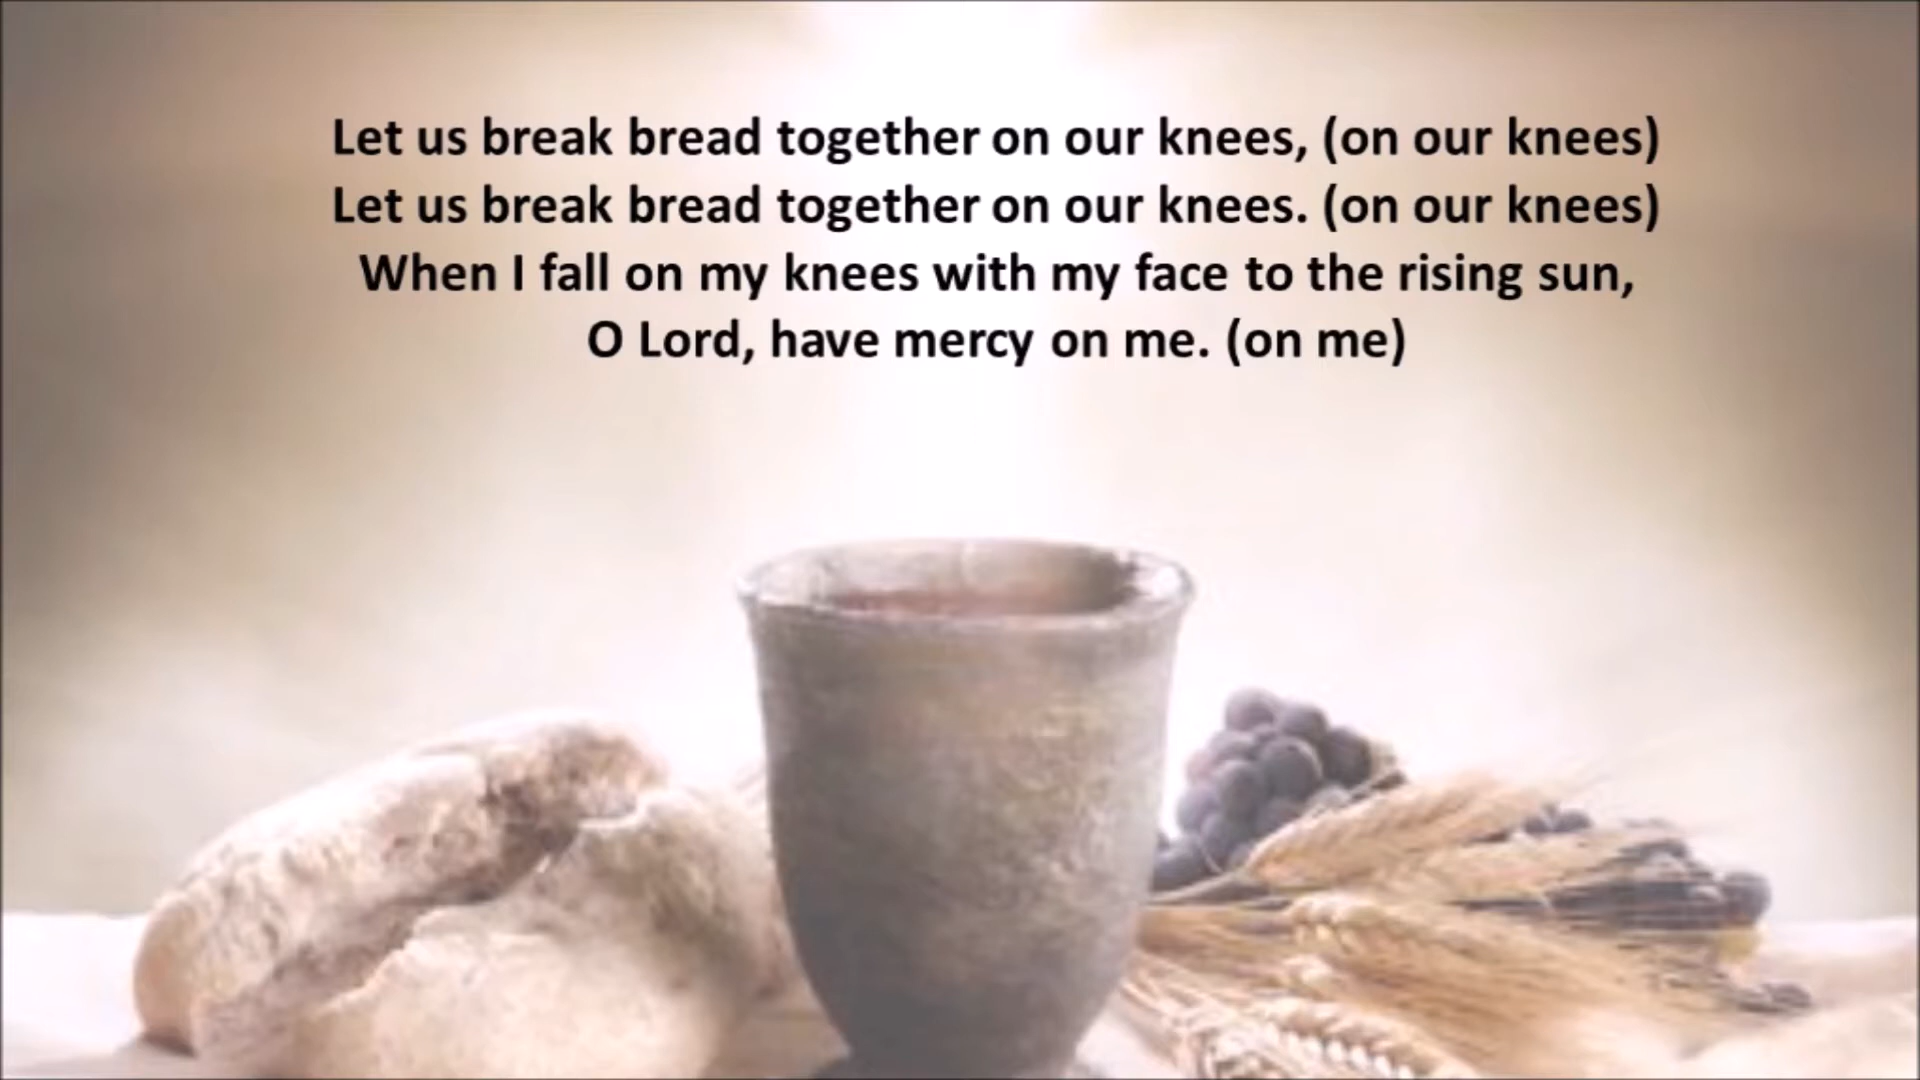 Let us break bread together on our knees, (on our knees)
Let us break bread together on our knees. (on our knees)
When I fall on my knees with my face to the rising sun,
O Lord, have mercy on me. (on me)